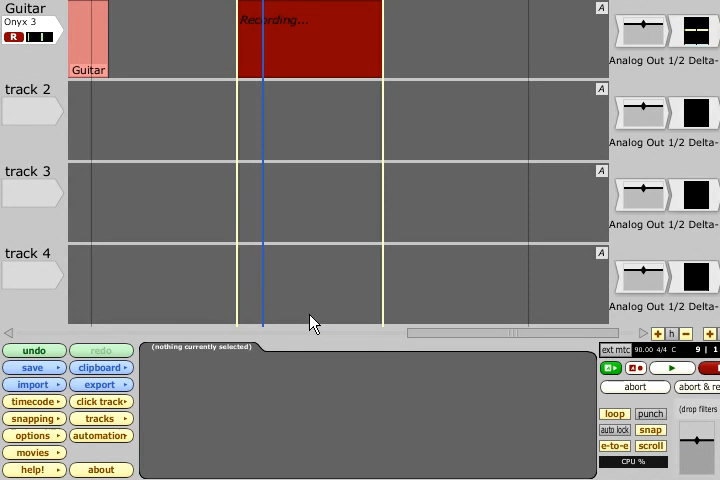 Guitar
Onyx 3
R
Recording...
Guitar
A
Analog Out 1/2 Delta-
track 2
A
Analog Out 1/2 Delta-
track 3
A
Analog Out 1/2 Delta-
track 4
A
Analog Out 1/2 Delta-
+ h - +
undo redo
(nothing currently selected)
ext mtc 90.00 4/4 C 9 | 1
save clipboard
import export
abort abort & re
timecode click track
(drop filters
snapping tracks
loop punch
options automation
auto lock snap
movies
e-to-e scroll
help! about
CPU %